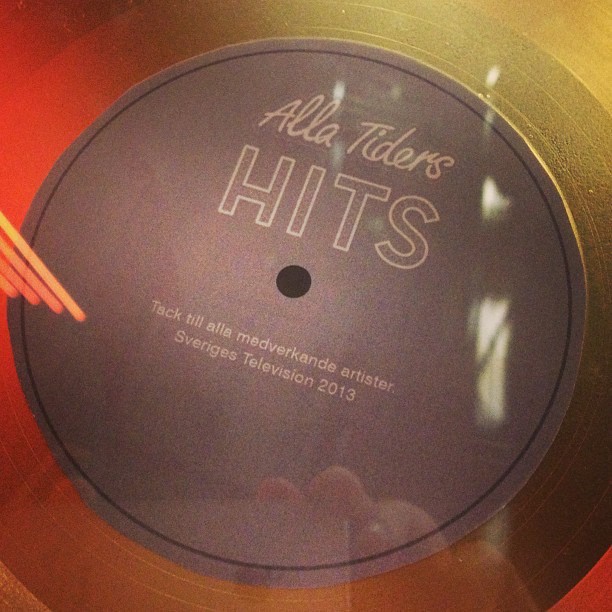 Alla Tiders
HITS
Tack till alla medverkande artister.
Sveriges Television 2013